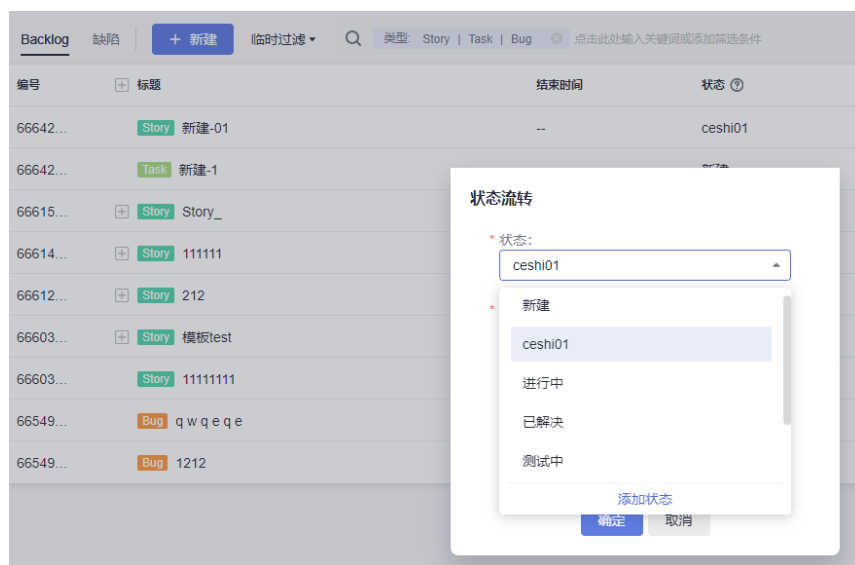 Backlog 缺陷 + 新建 临时过滤 类型: Story | Task | Bug 点击此处输入关键词或添加筛选条件
编号 标题 结束时间 状态
66642... Story 新建-01 -- ceshi01
66642... Task 新建-1 新建
66615... Story Story_
66614... Story 111111
66612... Story 212
66603... Story 模板test
66603... Story 11111111
66549... Bug q w q e q e
66549... Bug 1212
状态流转
* 状态:
ceshi01
*
新建
ceshi01
进行中
已解决
测试中
添加状态
确定 取消